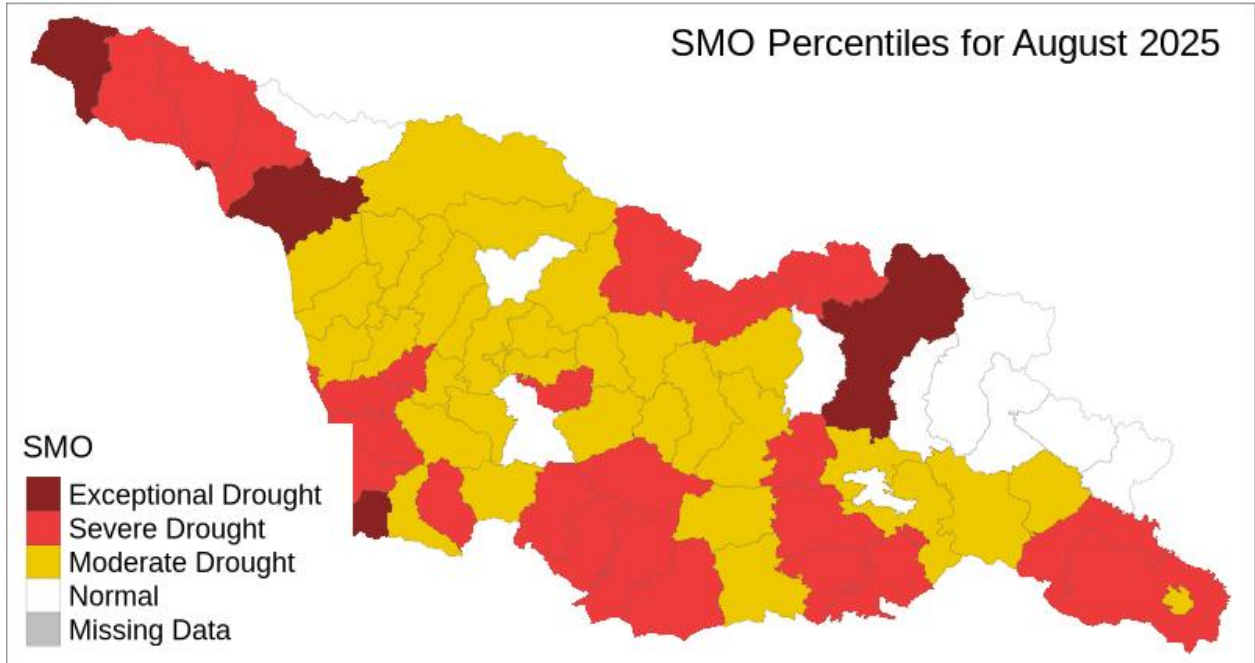 SMO Percentiles for August 2025
SMO
Exceptional Drought
Severe Drought
Moderate Drought
Normal
Missing Data